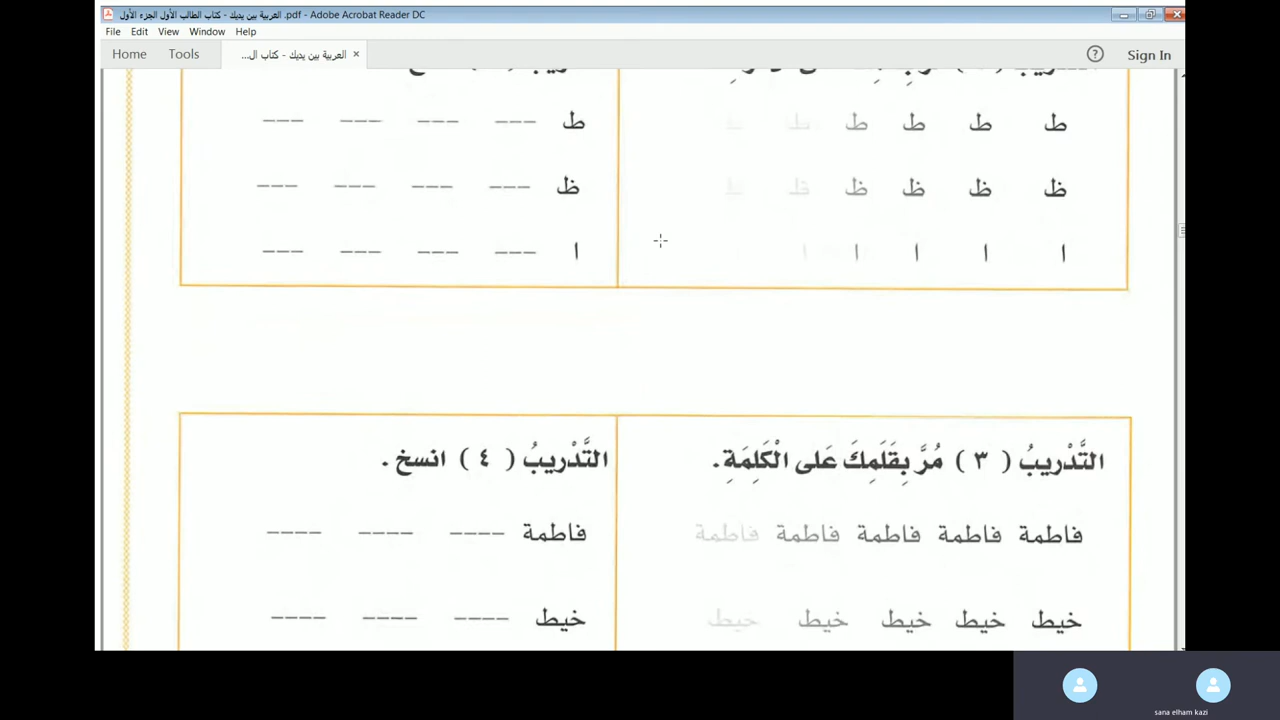 العربية بين يديك - كتاب الطالب الأول الجزء الأول.pdf - Adobe Acrobat Reader DC
File Edit View Window Help
Home Tools العربية بين يديك - كتاب ال... × ? Sign In
ط ط ط ط ط ط
ظ ظ ظ ظ ظ ظ
ا ا ا ا ا
ط --- --- --- ---
ظ --- --- --- ---
ا --- --- --- ---
التَّدْرِيبُ ( ٣ ) مُرَّ بِقَلَمِكَ عَلى الْكَلِمَةِ.
فاطمة فاطمة فاطمة فاطمة فاطمة
خيط خيط خيط خيط خيط
التَّدْرِيبُ ( ٤ ) انسخ .
فاطمة ---- ---- ----
خيط ---- ---- ----
sana elham kazi